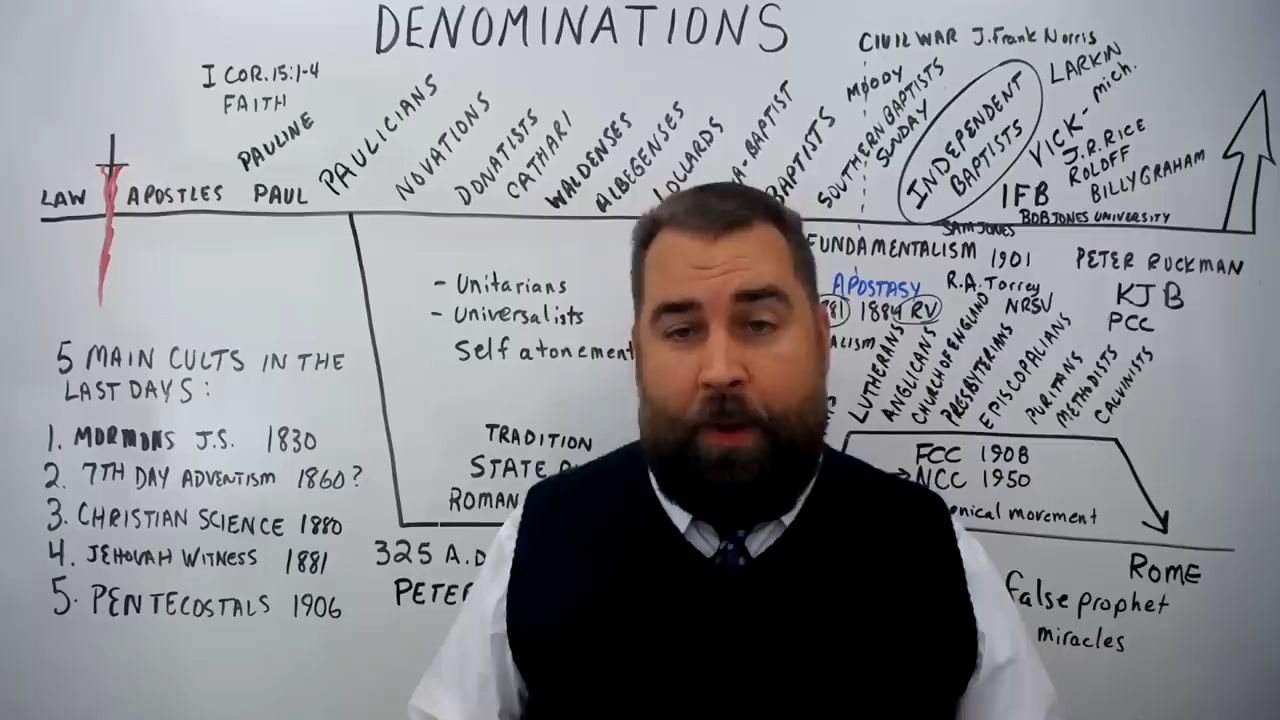 DENOMINATIONS
I COR. 15:1-4
FAITH
PAULINE
LAW
APOSTLES
PAUL
PAULICIANS
NOVATIONS
DONATISTS
CATHARI
WALDENSES
ALBEGENSES
LOLLARDS
A-BAPTIST
BAPTISTS
CIVIL WAR J. Frank Norris
MOODY
SOUTHERN BAPTISTS
SUNDAY
INDEPENDENT
BAPTISTS
LARKIN
VICK- mich.
J.R.RICE
ROLOFF
BILLY GRAHAM
IFB
BOB JONES UNIVERSITY
SAM JONES
FUNDAMENTALISM 1901
PETER RUCKMAN
KJB
PCC
APOSTASY
R.A. Torrey
1884 RV
NRSV
- Unitarians
- Universalists
Self atonement
LUTHERANS
ANGLICANS
CHURCH OF ENGLAND
PRESBYTERIANS
EPISCOPALIANS
PURITANS
METHODISTS
CALVINISTS
5 MAIN CULTS IN THE
LAST DAYS:
1. MORMONS J.S. 1830
2. 7TH DAY ADVENTISM 1860?
3. CHRISTIAN SCIENCE 1880
4. JEHOVAH WITNESS 1881
5. PENTECOSTALS 1906
TRADITION
STATE
ROMAN
325 A.D
FCC 1908
NCC 1950
movement
ROME
false prophet
miracles